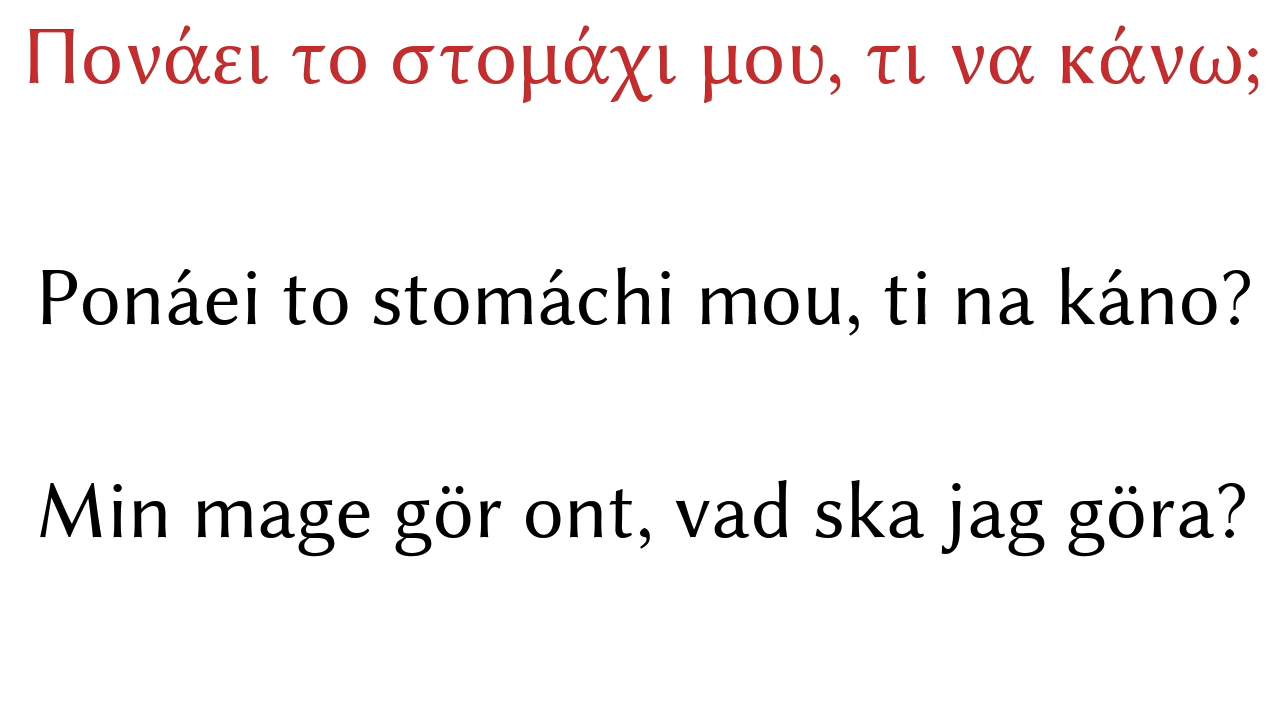 Πονάει το στομάχι μου, τι να κάνω;
Ponáei to stomáchi mou, ti na káno?
Min mage gör ont, vad ska jag göra?